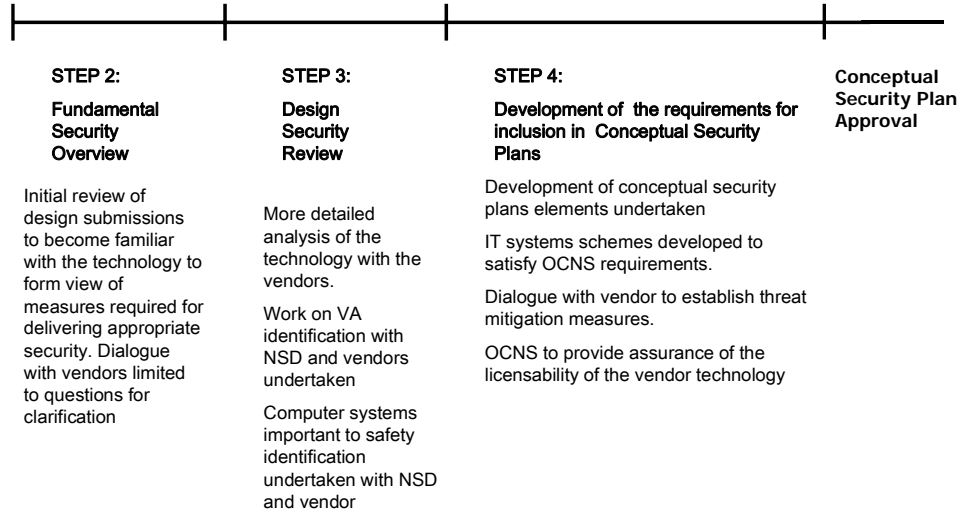 STEP 2:
Fundamental
Security
Overview
Initial review of
design submissions
to become familiar
with the technology to
form view of
measures required for
delivering appropriate
security. Dialogue
with vendors limited
to questions for
clarification
STEP 3:
Design
Security
Review
More detailed
analysis of the
technology with the
vendors.
Work on VA
identification with
NSD and vendors
undertaken
Computer systems
important to safety
identification
undertaken with NSD
and vendor
STEP 4:
Development of the requirements for
inclusion in Conceptual Security
Plans
Development of conceptual security
plans elements undertaken
IT systems schemes developed to
satisfy OCNS requirements.
Dialogue with vendor to establish threat
mitigation measures.
OCNS to provide assurance of the
licensability of the vendor technology
Conceptual
Security Plan
Approval